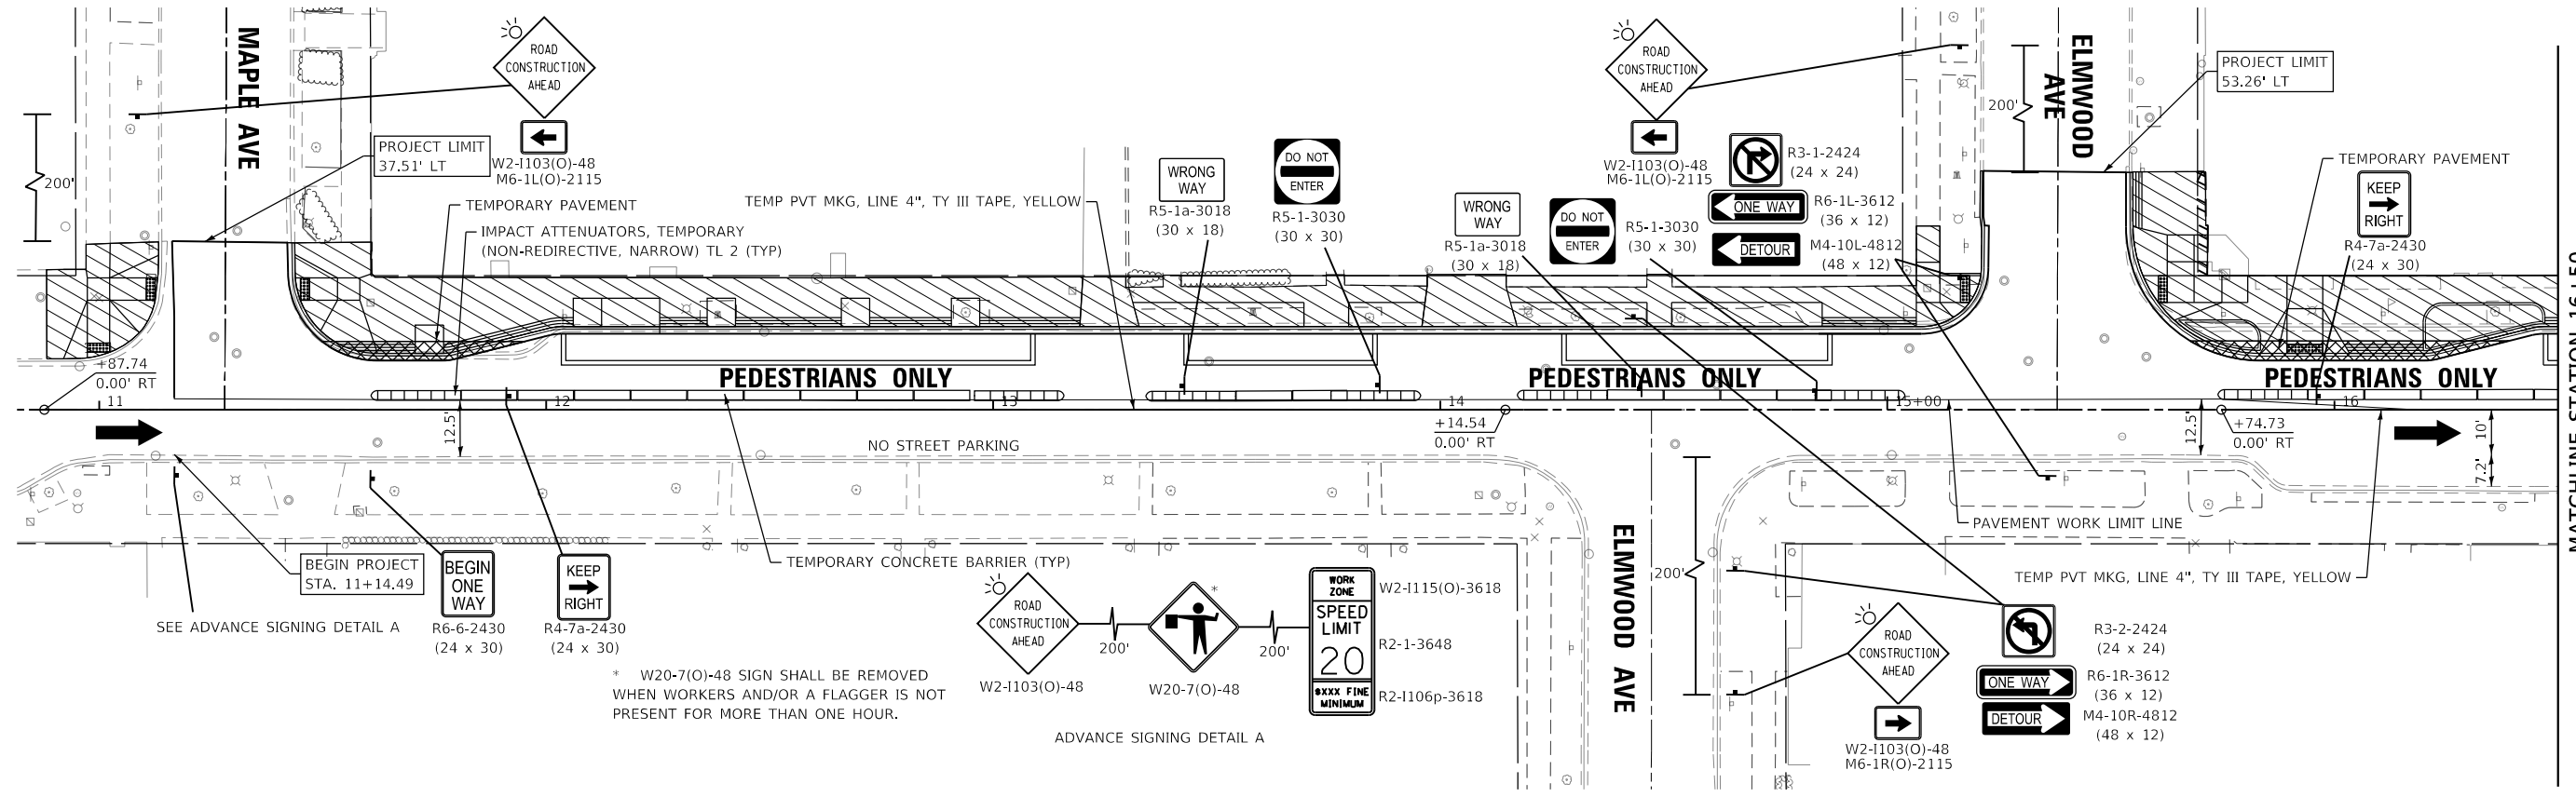 MAPLE AVE
ROAD
CONSTRUCTION
AHEAD
W2-I103(O)-48
M6-1L(O)-2115
200'
PROJECT LIMIT
37.51' LT
TEMPORARY PAVEMENT
IMPACT ATTENUATORS, TEMPORARY
(NON-REDIRECTIVE, NARROW) TL 2 (TYP)
TEMP PVT MKG, LINE 4", TY III TAPE, YELLOW
WRONG
WAY
R5-1a-3018
(30 x 18)
DO NOT
ENTER
R5-1-3030
(30 x 30)
WRONG
WAY
R5-1a-3018
(30 x 18)
DO NOT
ENTER
R5-1-3030
(30 x 30)
ROAD
CONSTRUCTION
AHEAD
W2-I103(O)-48
M6-1L(O)-2115
R3-1-2424
(24 x 24)
ONE WAY
R6-1L-3612
(36 x 12)
DETOUR
M4-10L-4812
(48 x 12)
200'
ELMWOOD
AVE
PROJECT LIMIT
53.26' LT
TEMPORARY PAVEMENT
KEEP
RIGHT
R4-7a-2430
(24 x 30)
MATCHLINE STATION 16+50
+87.74
0.00' RT
11
12
13
14
15+00
16
PEDESTRIANS ONLY
PEDESTRIANS ONLY
PEDESTRIANS ONLY
12.5'
NO STREET PARKING
+14.54
0.00' RT
12.5'
+74.73
0.00' RT
10'
7.2'
BEGIN PROJECT
STA. 11+14.49
SEE ADVANCE SIGNING DETAIL A
BEGIN
ONE
WAY
R6-6-2430
(24 x 30)
KEEP
RIGHT
R4-7a-2430
(24 x 30)
TEMPORARY CONCRETE BARRIER (TYP)
* W20-7(O)-48 SIGN SHALL BE REMOVED
WHEN WORKERS AND/OR A FLAGGER IS NOT
PRESENT FOR MORE THAN ONE HOUR.
ROAD
CONSTRUCTION
AHEAD
W2-I103(O)-48
200'
*
W20-7(O)-48
200'
WORK
ZONE
SPEED
LIMIT
20
$XXX FINE
MINIMUM
W2-I115(O)-3618
R2-1-3648
R2-I106p-3618
ADVANCE SIGNING DETAIL A
ELMWOOD AVE
200'
PAVEMENT WORK LIMIT LINE
TEMP PVT MKG, LINE 4", TY III TAPE, YELLOW
ROAD
CONSTRUCTION
AHEAD
W2-I103(O)-48
M6-1R(O)-2115
R3-2-2424
(24 x 24)
ONE WAY
R6-1R-3612
(36 x 12)
DETOUR
M4-10R-4812
(48 x 12)